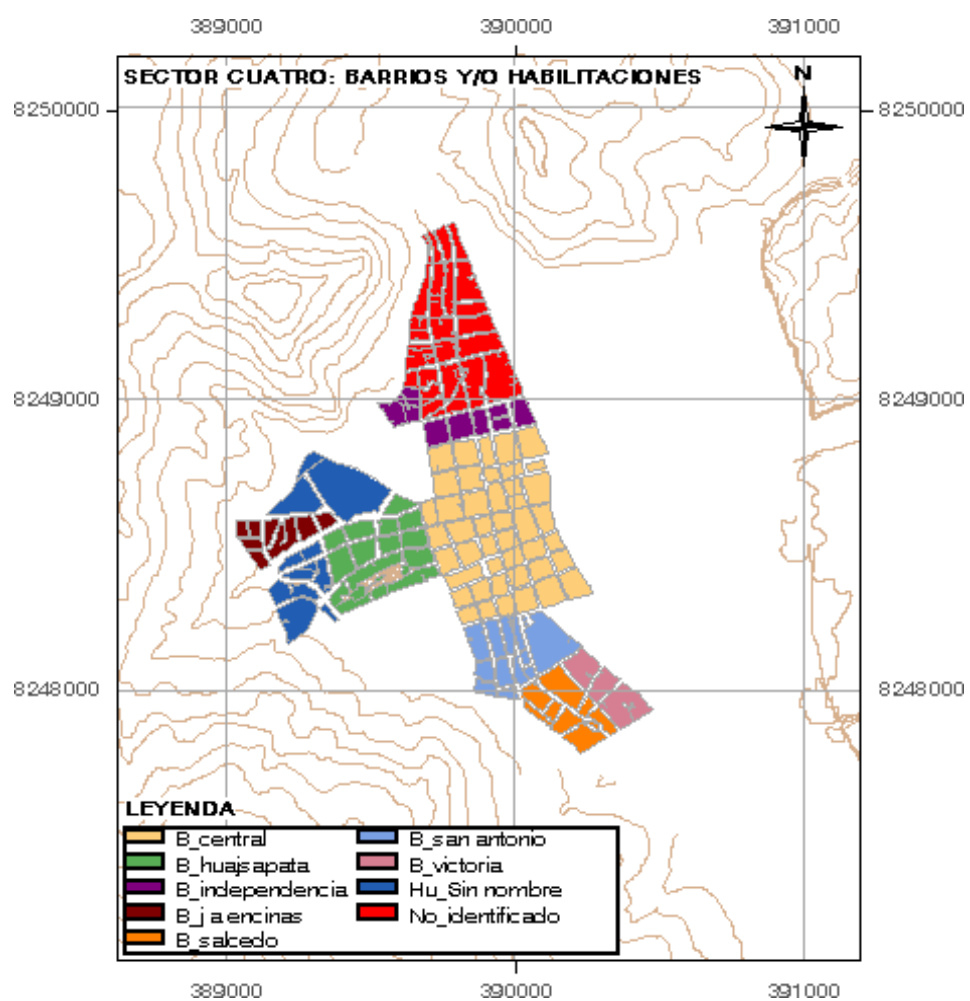 389000 390000 391000
SECTOR CUATRO: BARRIOS Y/O HABILITACIONES
N
8250000 8250000
8249000 8249000
8248000 8248000
LEYENDA
B_central
B_huajsapata
B_independencia
B_j a encinas
B_salcedo
B_san antonio
B_victoria
Hu_Sin nombre
No_identificado
389000 390000 391000